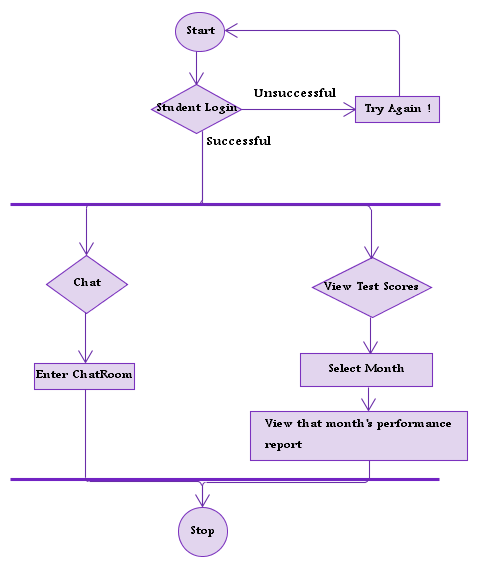 Start
Unsuccessful
Student Login
Try Again !
Successful
Chat
View Test Scores
Enter ChatRoom
Select Month
View that month's performance
report
Stop